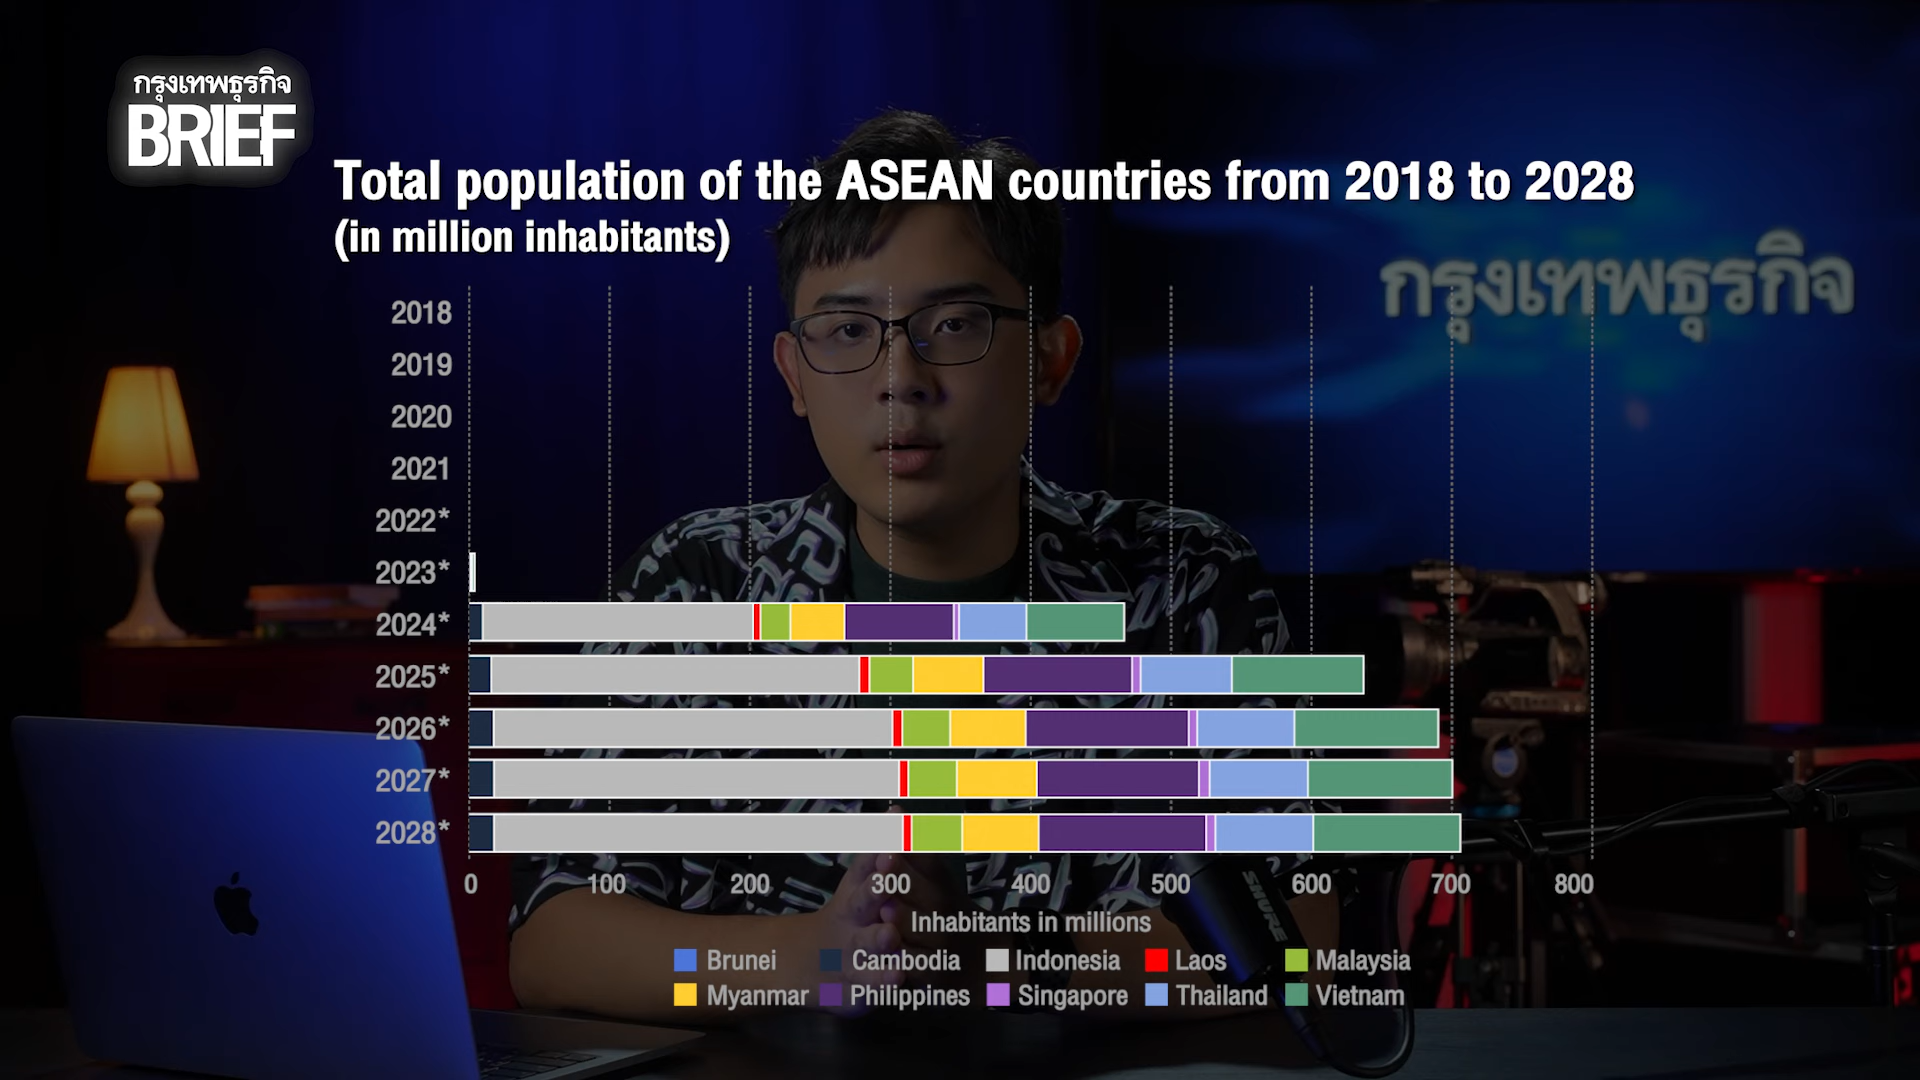 กรุงเทพธุรกิจ
BRIEF
Total population of the ASEAN countries from 2018 to 2028
(in million inhabitants)
กรุงเทพธุรกิจ
2018
2019
2020
2021
2022*
2023*
2024*
2025*
2026*
2027*
2028*
0 100 200 300 400 500 600 700 800
Inhabitants in millions
SHURE
Brunei Cambodia Indonesia Laos Malaysia
Myanmar Philippines Singapore Thailand Vietnam